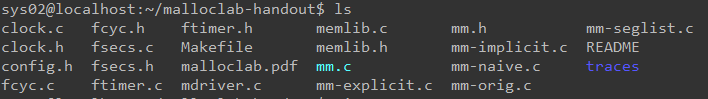 sys02@localhost:~/malloclab-handout$ ls
clock.c fcyc.h ftimer.h memlib.c mm.h mm-seglist.c
clock.h fsecs.c Makefile memlib.h mm-implicit.c README
config.h fsecs.h malloclab.pdf mm.c mm-naive.c traces
fcyc.c ftimer.c mdriver.c mm-explicit.c mm-orig.c